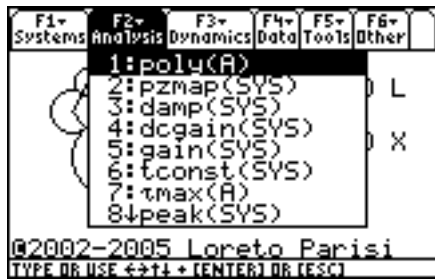 F1▾ F2▾ F3▾ F4▾ F5▾ F6▾
Systems Analysis Dynamics Data Tools Other
1:poly(A)
2:pzmap(SYS)
3:damp(SYS)
4:dcgain(SYS)
5:gain(SYS)
6:tconst(SYS)
7:τmax(A)
8↓peak(SYS)
) L
) X
©2002-2005 Loreto Parisi
TYPE OR USE ←→↑↓ + [ENTER] OR [ESC]